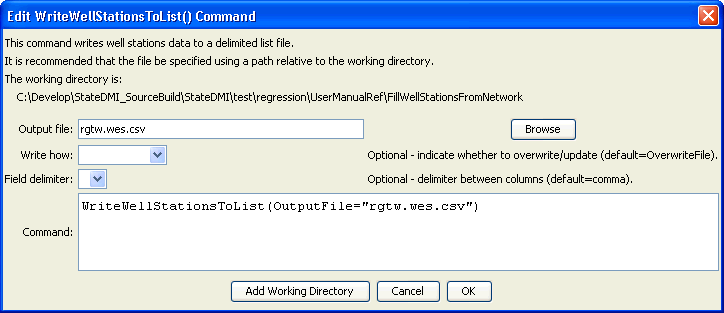 Edit WriteWellStationsToList() Command
This command writes well stations data to a delimited list file.
It is recommended that the file be specified using a path relative to the working directory.
The working directory is:
C:\Develop\StateDMI_SourceBuild\StateDMI\test\regression\UserManualRef\FillWellStationsFromNetwork
Output file: rgtw.wes.csv Browse
Write how: Optional - indicate whether to overwrite/update (default=OverwriteFile).
Field delimiter: Optional - delimiter between columns (default=comma).
Command: WriteWellStationsToList(OutputFile="rgtw.wes.csv")
Add Working Directory Cancel OK